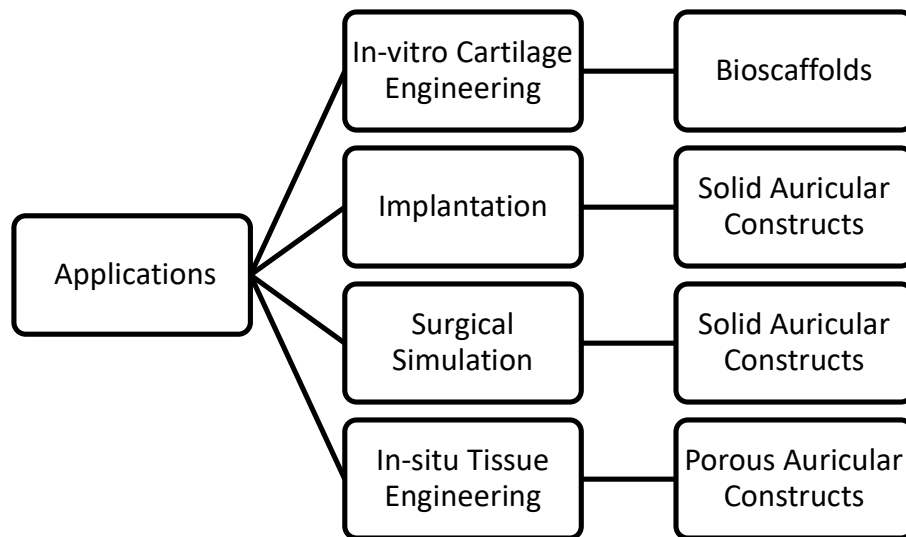 In-vitro Cartilage
Engineering
Bioscaffolds
Implantation
Solid Auricular
Constructs
Applications
Surgical
Simulation
Solid Auricular
Constructs
In-situ Tissue
Engineering
Porous Auricular
Constructs